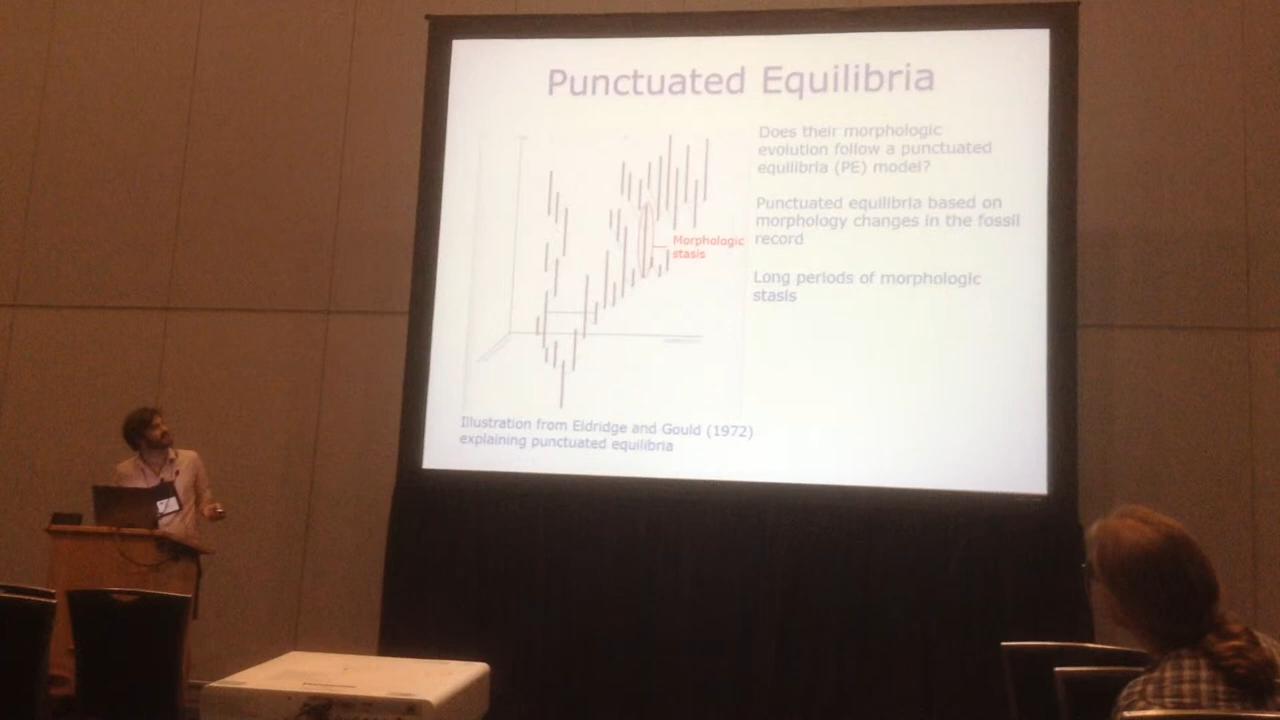 Punctuated Equilibria
Does their morphologic
evolution follow a punctuated
equilibria (PE) model?
Punctuated equilibria based on
morphology changes in the fossil
record
Long periods of morphologic
stasis
Morphologic
stasis
Illustration from Eldridge and Gould (1972)
explaining punctuated equilibria